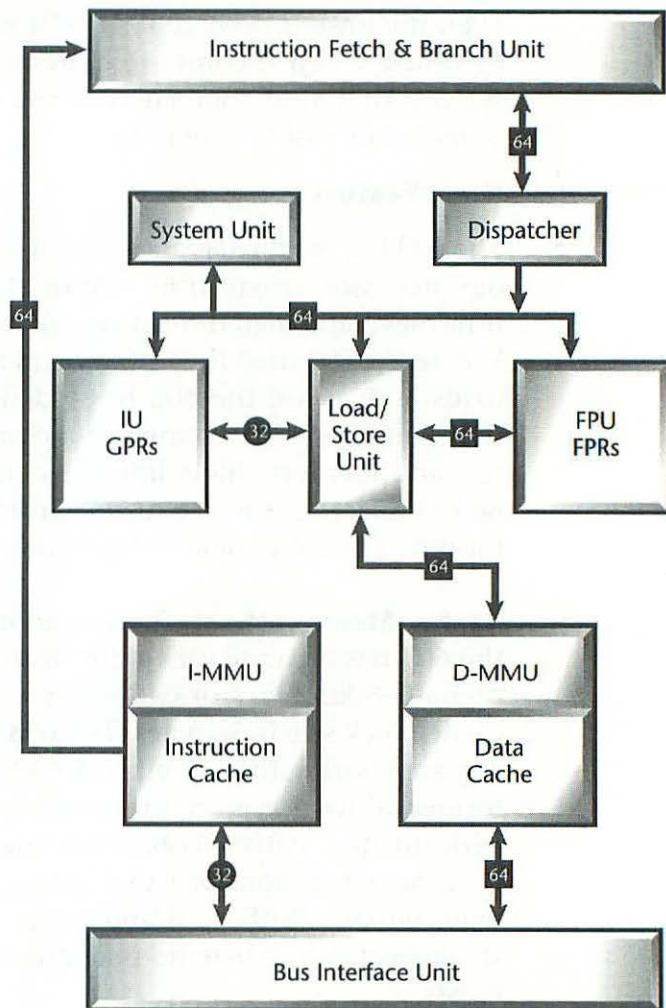 Instruction Fetch & Branch Unit
64
System Unit
Dispatcher
64
64
IU
GPRs
32
Load/
Store
Unit
64
FPU
FPRs
64
I-MMU
Instruction
Cache
D-MMU
Data
Cache
32
64
Bus Interface Unit